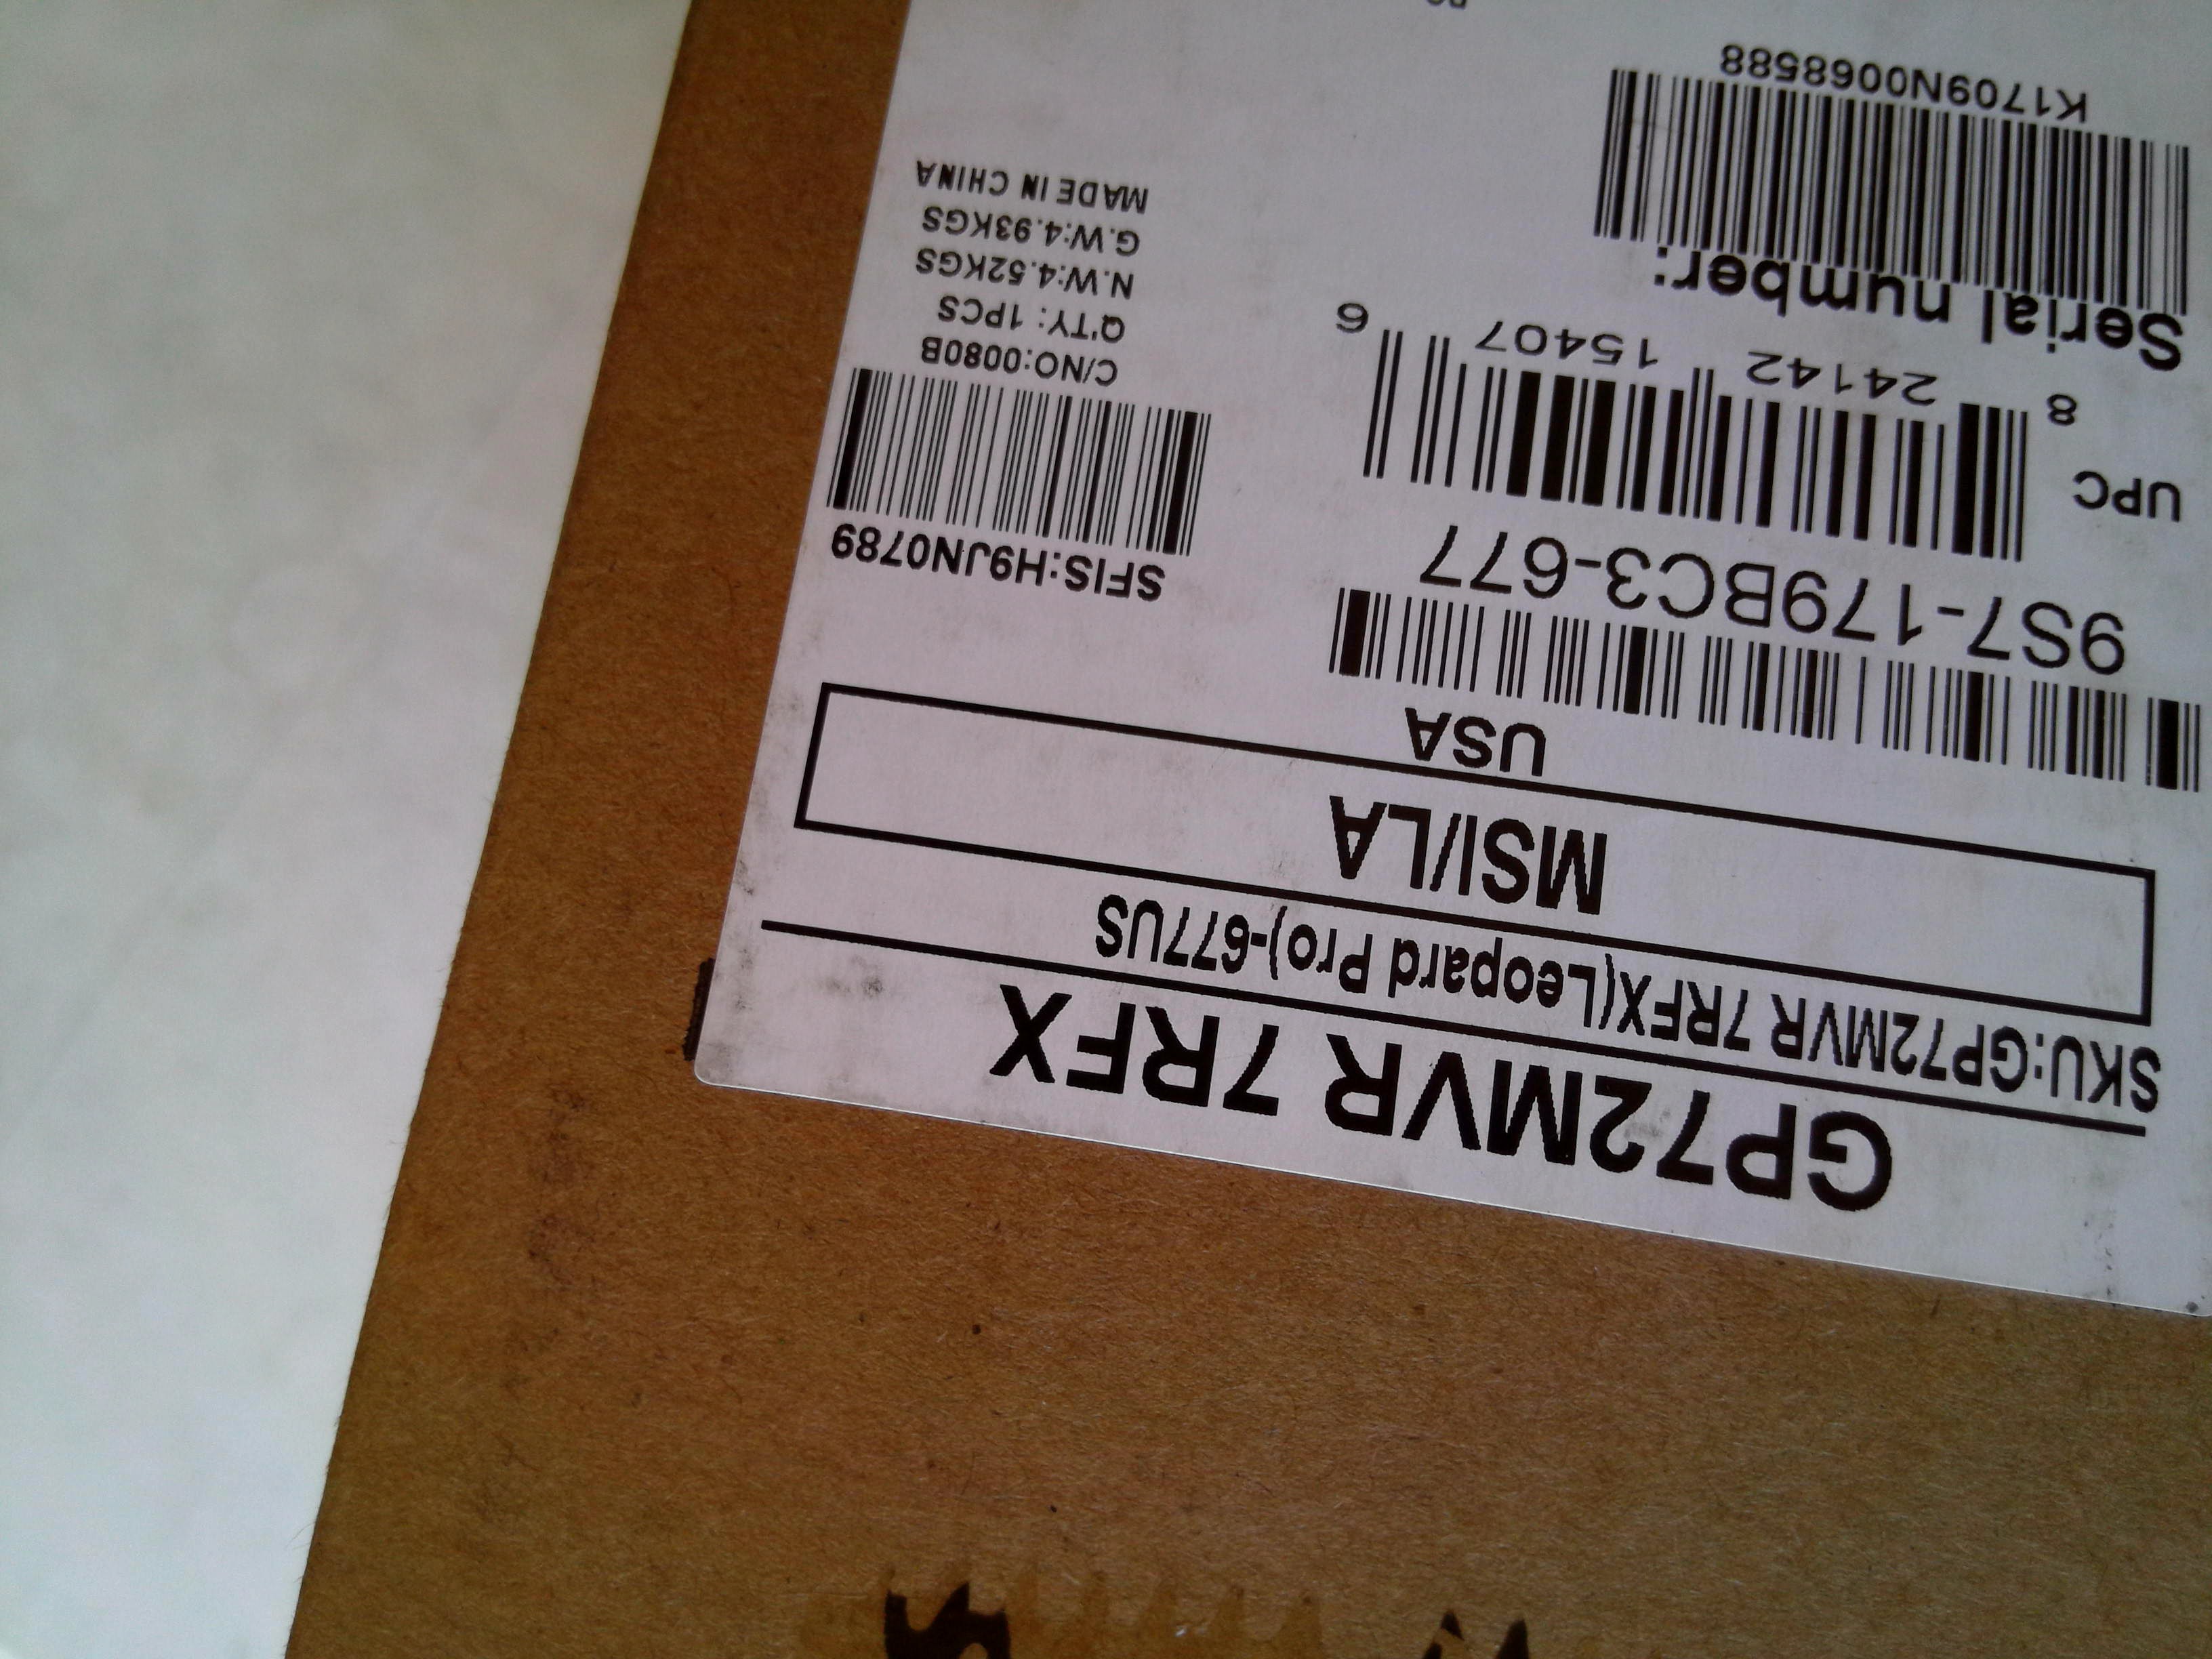 GP72MVR 7RFX
SKU:GP72MVR 7RFX(Leopard Pro)-677US
MSI/LA
USA
9S7-179BC3-677
UPC
8 24142 15407 6
Serial number:
K1709N0068588
SFIS:H9JN0789
C/NO:0080B
Q'TY: 1PCS
N.W:4.52KGS
G.W:4.93KGS
MADE IN CHINA